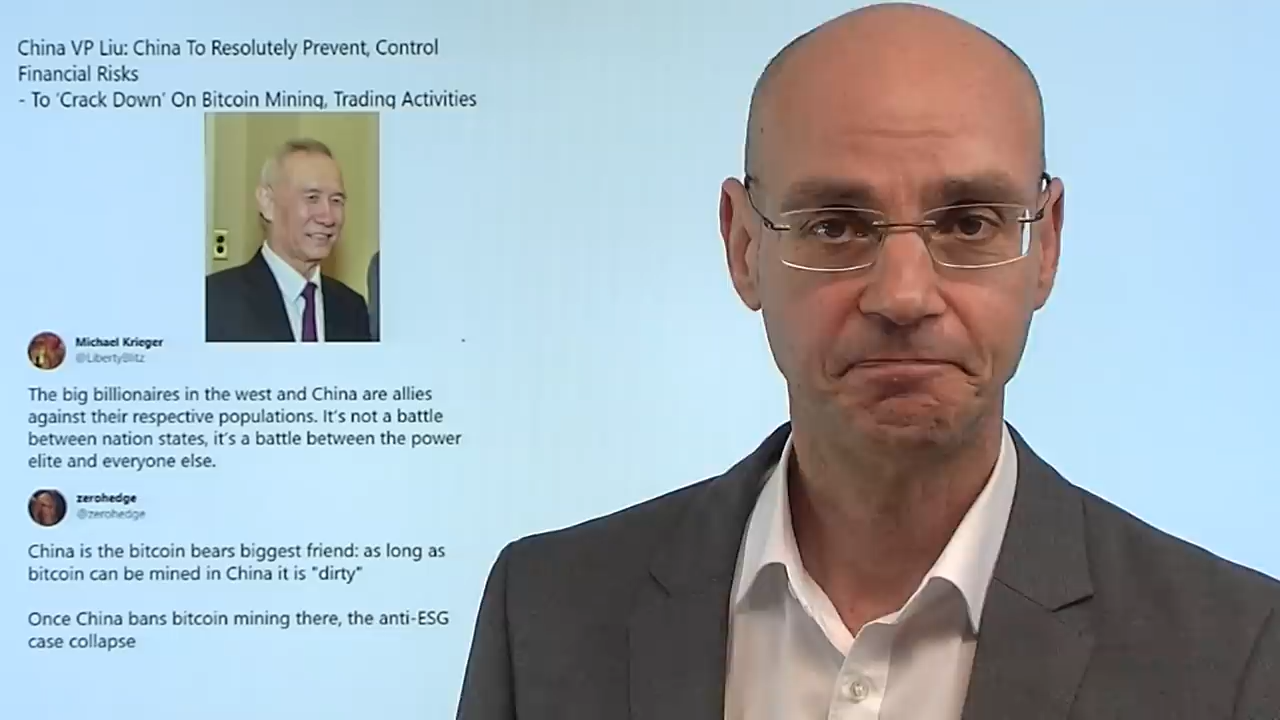 China VP Liu: China To Resolutely Prevent, Control
Financial Risks
- To 'Crack Down' On Bitcoin Mining, Trading Activities
Michael Krieger
@LibertyBlitz
The big billionaires in the west and China are allies
against their respective populations. It's not a battle
between nation states, it's a battle between the power
elite and everyone else.
zerohedge
@zerohedge
China is the bitcoin bears biggest friend: as long as
bitcoin can be mined in China it is "dirty"
Once China bans bitcoin mining there, the anti-ESG
case collapse